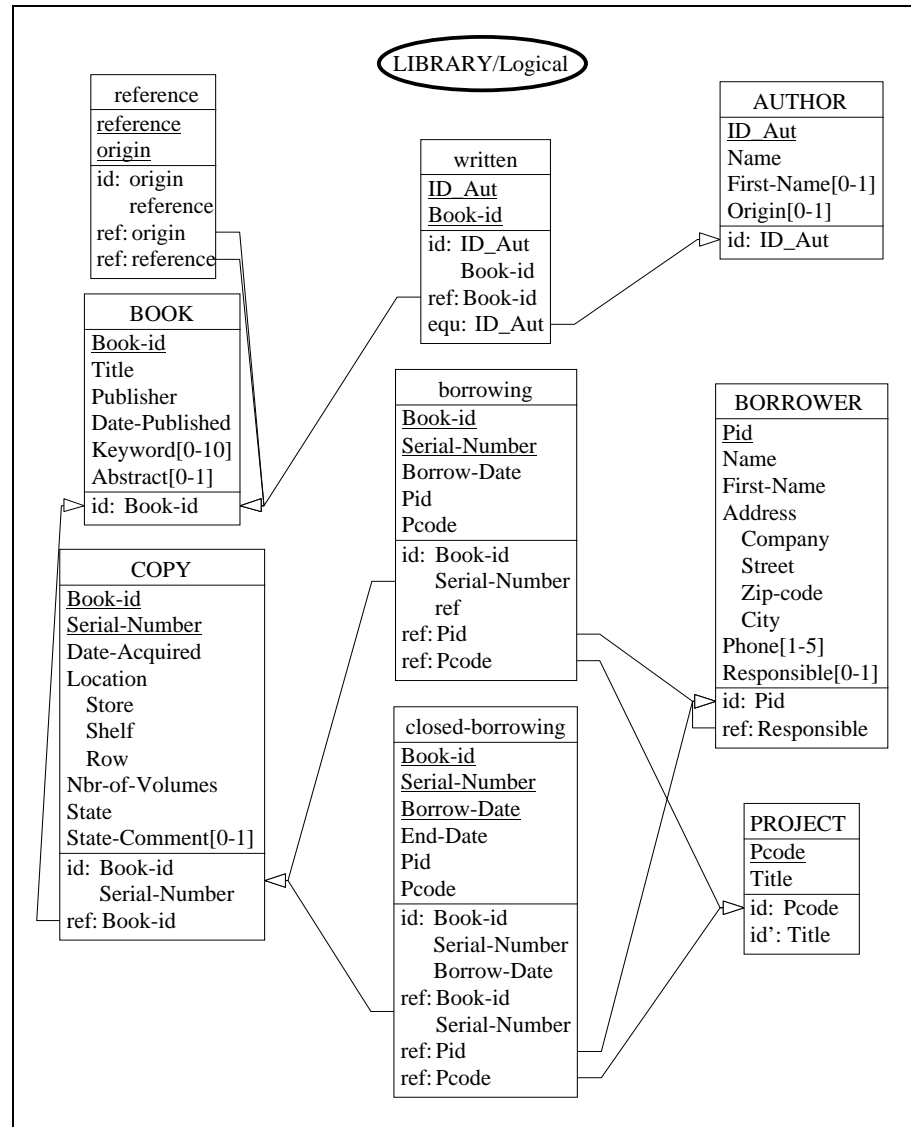 LIBRARY/Logical
reference
reference
origin
id: origin
reference
ref: origin
ref: reference
written
ID_Aut
Book-id
id: ID_Aut
Book-id
ref: Book-id
equ: ID_Aut
AUTHOR
ID_Aut
Name
First-Name[0-1]
Origin[0-1]
id: ID_Aut
BOOK
Book-id
Title
Publisher
Date-Published
Keyword[0-10]
Abstract[0-1]
id: Book-id
borrowing
Book-id
Serial-Number
Borrow-Date
Pid
Pcode
id: Book-id
Serial-Number
ref
ref: Pid
ref: Pcode
BORROWER
Pid
Name
First-Name
Address
Company
Street
Zip-code
City
Phone[1-5]
Responsible[0-1]
id: Pid
ref: Responsible
COPY
Book-id
Serial-Number
Date-Acquired
Location
Store
Shelf
Row
Nbr-of-Volumes
State
State-Comment[0-1]
id: Book-id
Serial-Number
ref: Book-id
closed-borrowing
Book-id
Serial-Number
Borrow-Date
End-Date
Pid
Pcode
id: Book-id
Serial-Number
Borrow-Date
ref: Book-id
Serial-Number
ref: Pid
ref: Pcode
PROJECT
Pcode
Title
id: Pcode
id’: Title